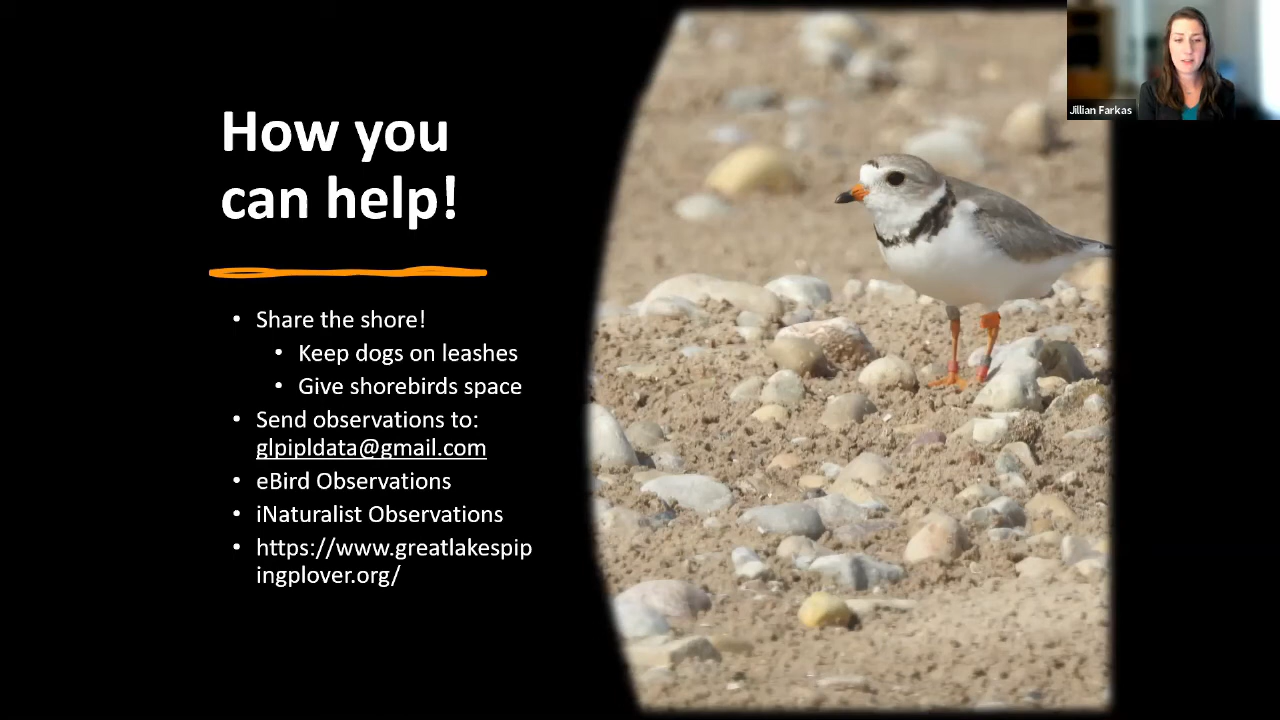 How you
can help!
• Share the shore!
• Keep dogs on leashes
• Give shorebirds space
• Send observations to:
glpipldata@gmail.com
• eBird Observations
• iNaturalist Observations
• https://www.greatlakespip
ingplover.org/
Jillian Farkas